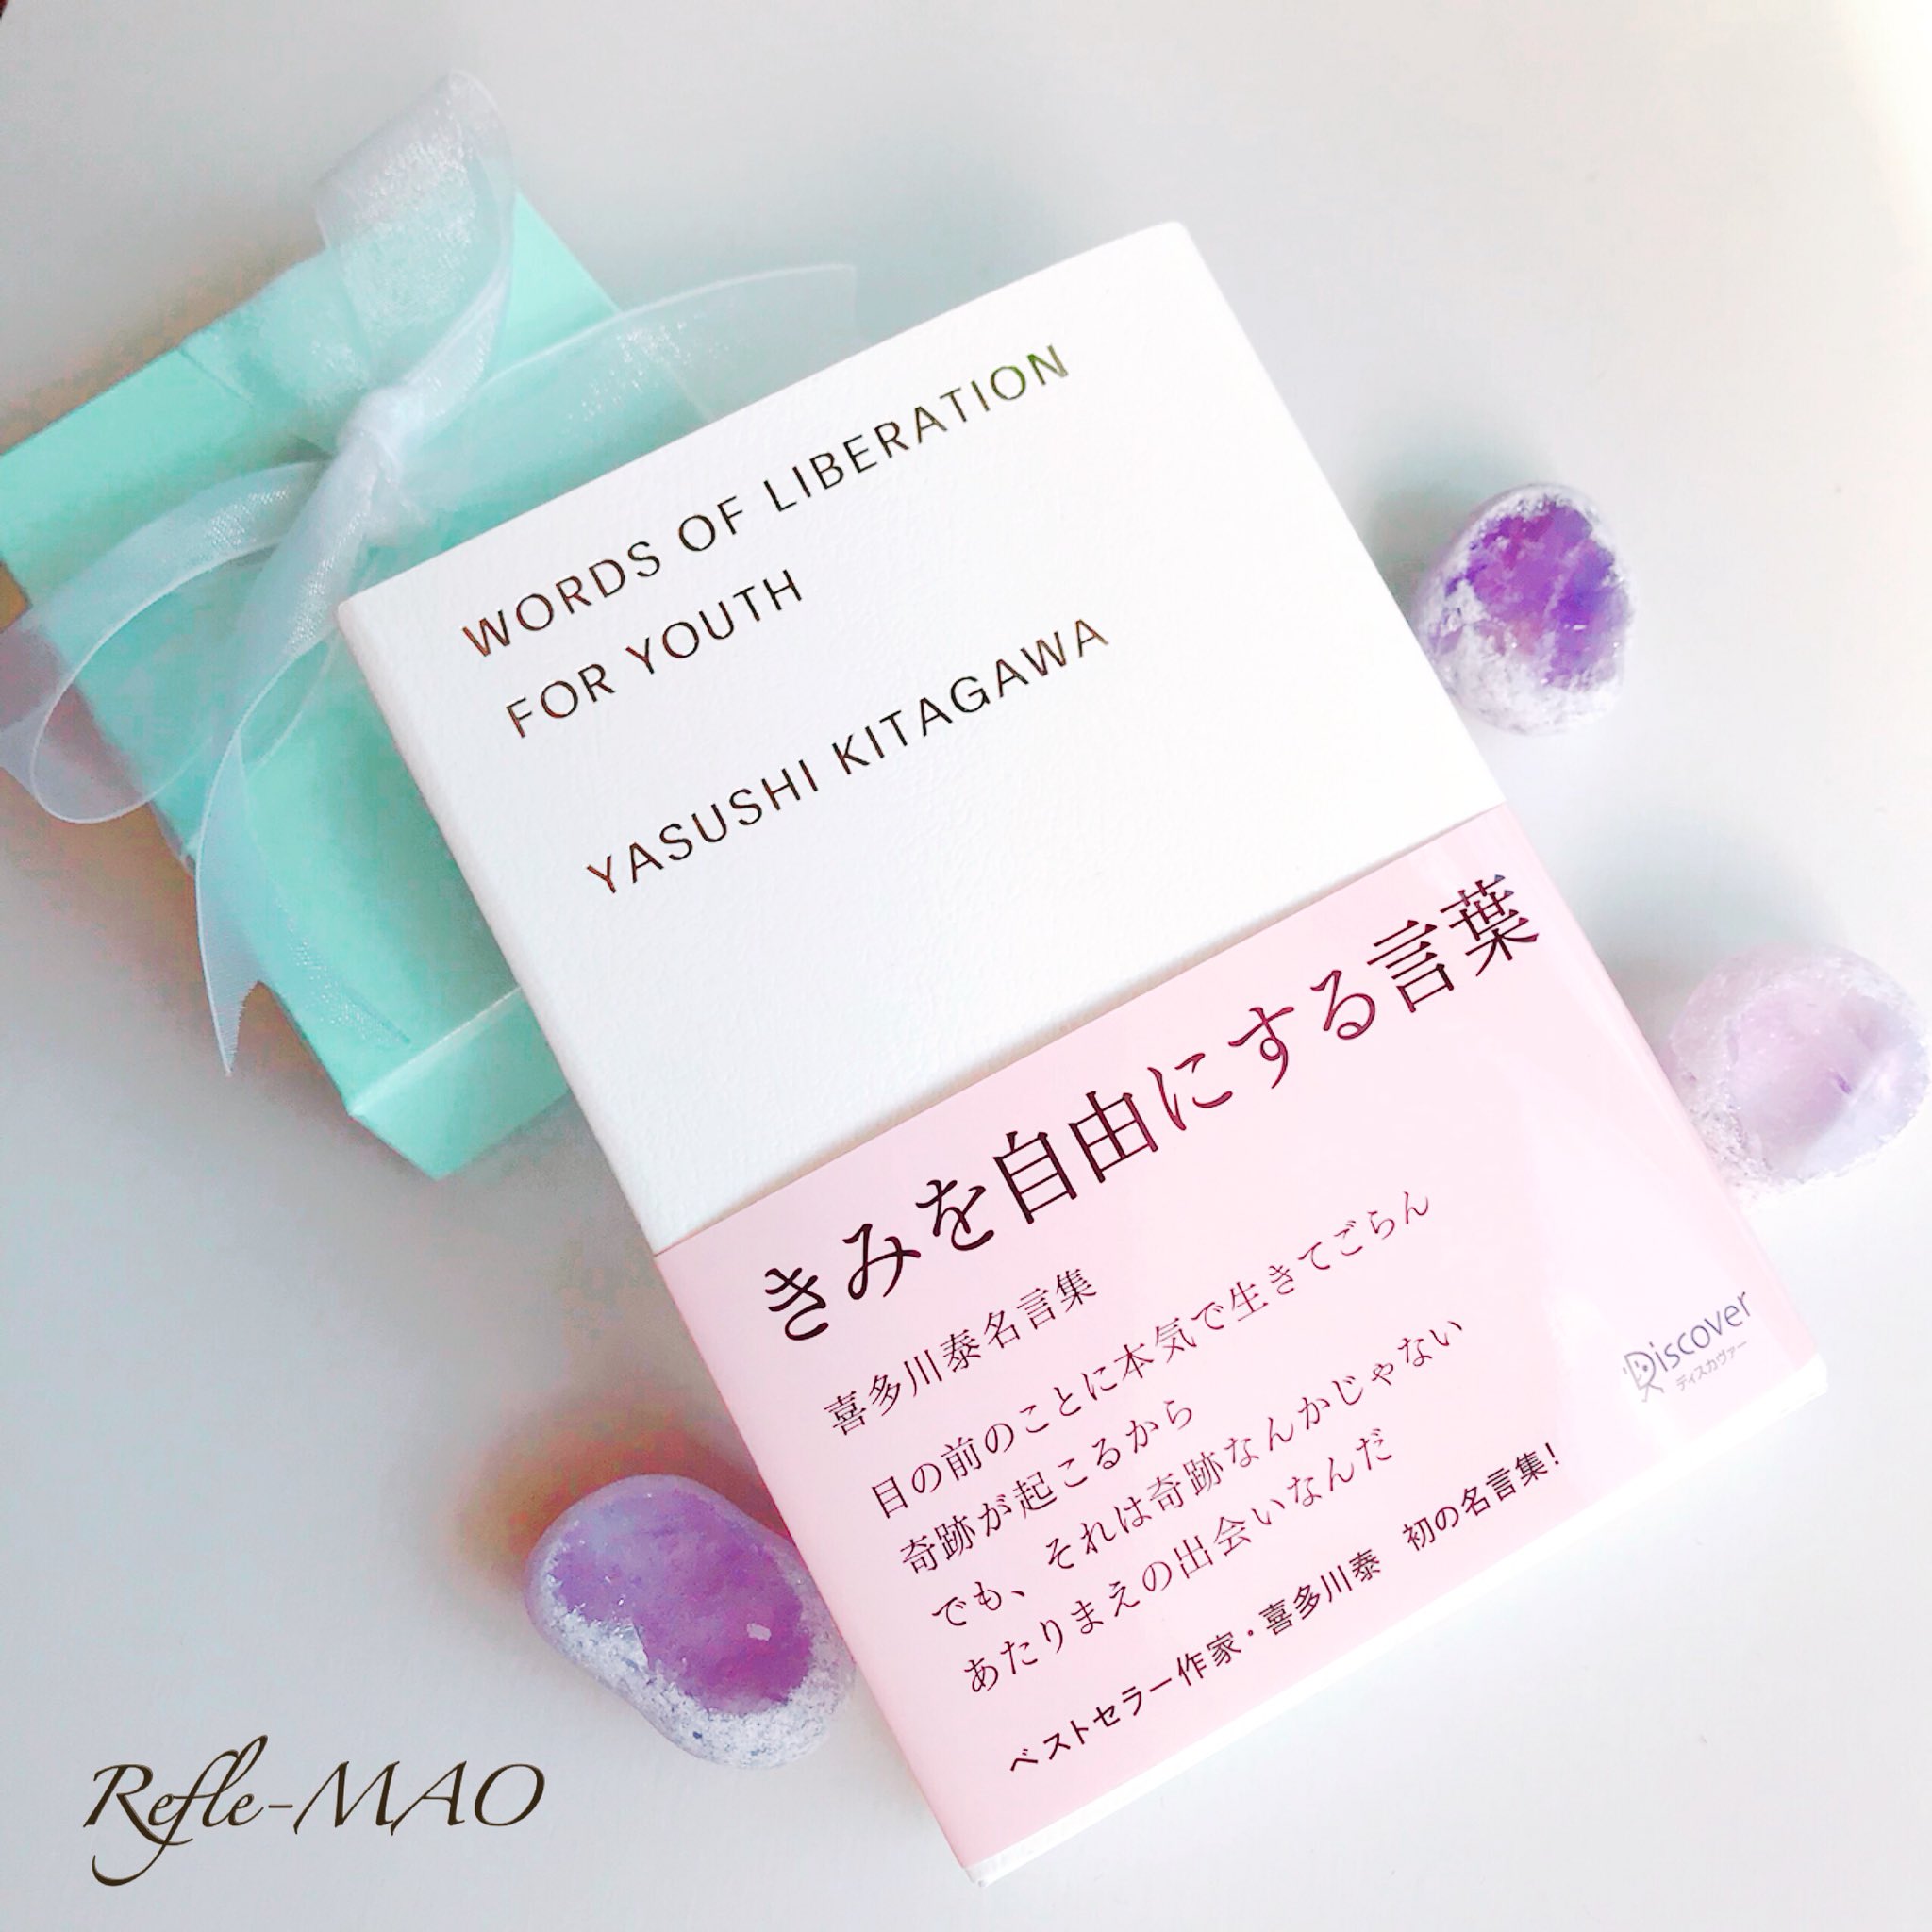 WORDS OF LIBERATION
FOR YOUTH
YASUSHI KITAGAWA
きみを自由にする言葉
喜多川泰名言集
目の前のことに本気で生きてごらん
奇跡が起こるから
でも、それは奇跡なんかじゃない
あたりまえの出会いなんだ
ベストセラー作家・喜多川泰 初の名言集!
Discover
ディスカヴァー
Refle-MAO